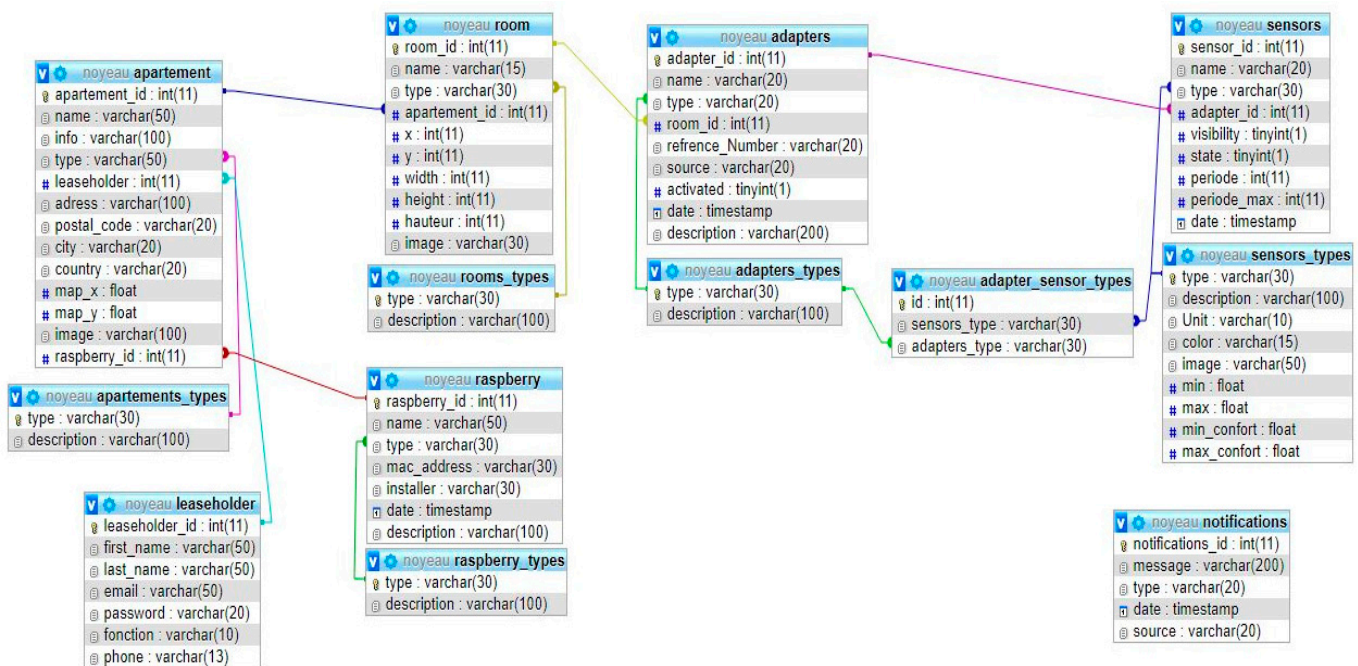 noyeau apartement
apartement_id : int(11)
name : varchar(50)
info : varchar(100)
type : varchar(50)
leaseholder : int(11)
adress : varchar(100)
postal_code : varchar(20)
city : varchar(20)
country : varchar(20)
map_x : float
map_y : float
image : varchar(100)
raspberry_id : int(11)
noyeau apartements_types
type : varchar(30)
description : varchar(100)
noyeau leaseholder
leaseholder_id : int(11)
first_name : varchar(50)
last_name : varchar(50)
email : varchar(50)
password : varchar(20)
fonction : varchar(10)
phone : varchar(13)
noyeau room
room_id : int(11)
name : varchar(15)
type : varchar(30)
apartement_id : int(11)
x : int(11)
y : int(11)
width : int(11)
height : int(11)
hauteur : int(11)
image : varchar(30)
noyeau rooms_types
type : varchar(30)
description : varchar(100)
noyeau raspberry
raspberry_id : int(11)
name : varchar(50)
type : varchar(30)
mac_address : varchar(30)
installer : varchar(30)
date : timestamp
description : varchar(100)
noyeau raspberry_types
type : varchar(30)
description : varchar(100)
noyeau adapters
adapter_id : int(11)
name : varchar(20)
type : varchar(20)
room_id : int(11)
refrence_Number : varchar(20)
source : varchar(20)
activated : tinyint(1)
date : timestamp
description : varchar(200)
noyeau adapters_types
type : varchar(30)
description : varchar(100)
noyeau adapter_sensor_types
id : int(11)
sensors_type : varchar(30)
adapters_type : varchar(30)
noyeau sensors
sensor_id : int(11)
name : varchar(20)
type : varchar(30)
adapter_id : int(11)
visibility : tinyint(1)
state : tinyint(1)
periode : int(11)
periode_max : int(11)
date : timestamp
noyeau sensors_types
type : varchar(30)
description : varchar(100)
Unit : varchar(10)
color : varchar(15)
image : varchar(50)
min : float
max : float
min_confort : float
max_confort : float
noyeau notifications
notifications_id : int(11)
message : varchar(200)
type : varchar(20)
date : timestamp
source : varchar(20)